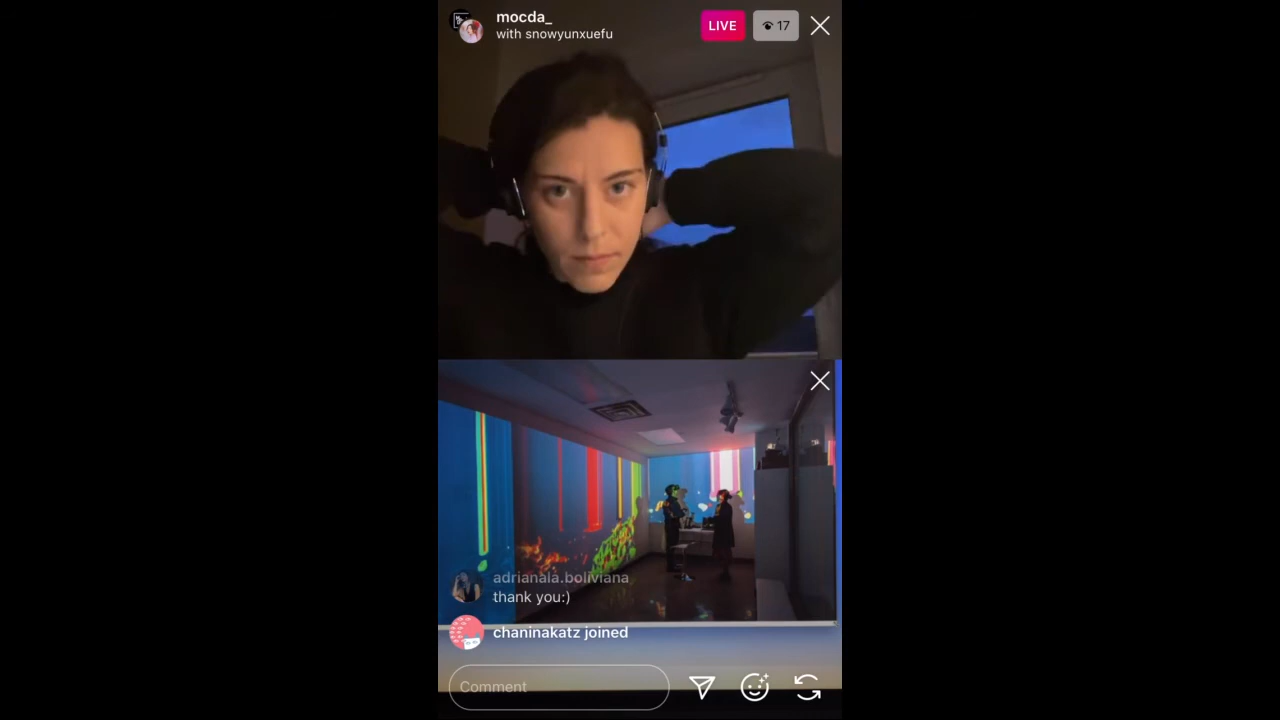 mocda_
with snowyunxuefu
LIVE
17
adrianala.boliviana
thank you:)
chaninakatz joined
Comment